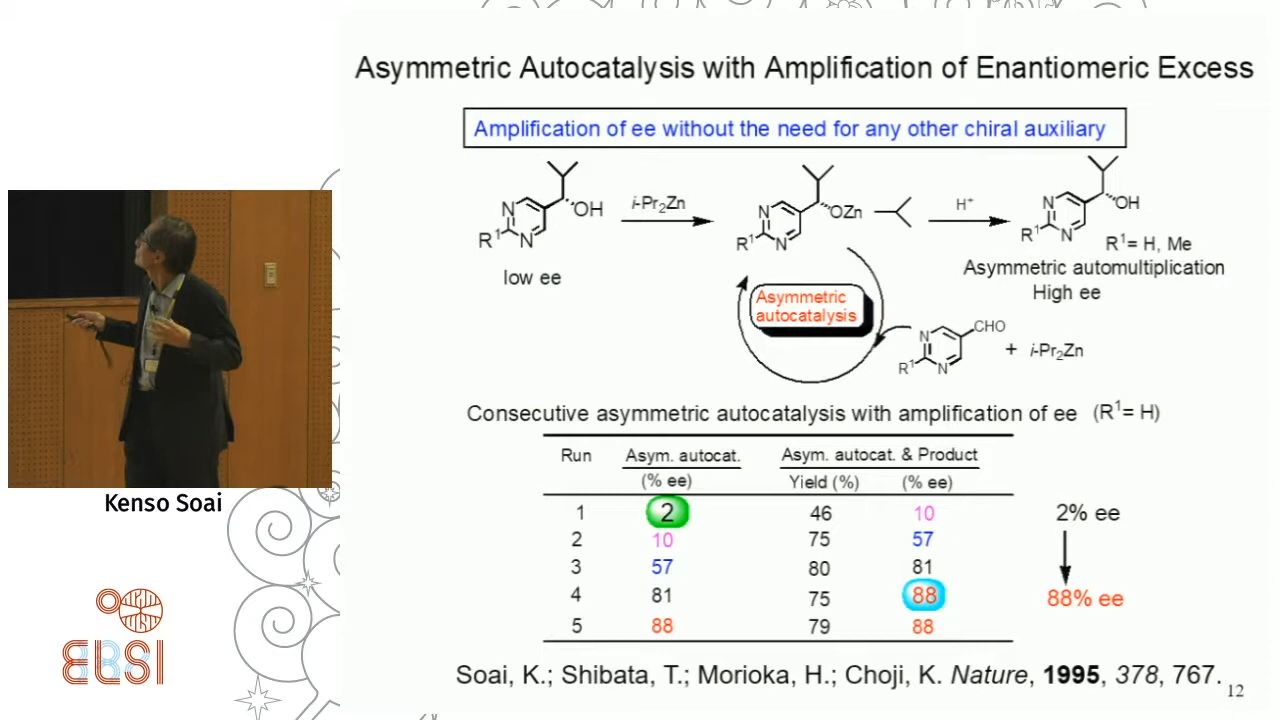 Asymmetric Autocatalysis with Amplification of Enantiomeric Excess
Amplification of ee without the need for any other chiral auxiliary
N
N
R¹
OH
low ee
i-Pr₂Zn
N
N
R¹
OZn
H⁺
N
N
R¹
OH
R¹= H, Me
Asymmetric automultiplication
High ee
Asymmetric
autocatalysis
N
N
R¹
CHO
+ i-Pr₂Zn
Consecutive asymmetric autocatalysis with amplification of ee (R¹= H)
Run Asym. autocat. Asym. autocat. & Product
(% ee) Yield (%) (% ee)
1 2 46 10 2% ee
2 10 75 57
3 57 80 81
4 81 75 88 88% ee
5 88 79 88
Soai, K.; Shibata, T.; Morioka, H.; Choji, K. Nature, 1995, 378, 767.
12
Kenso Soai
ELSI